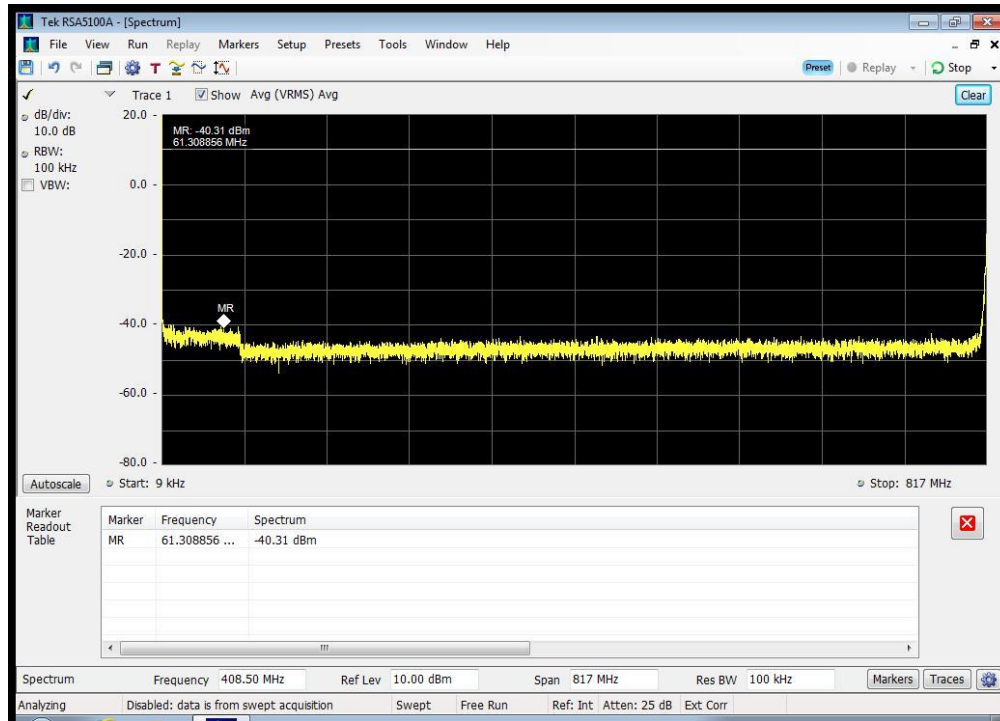 Tek RSA5100A - [Spectrum]
File View Run Replay Markers Setup Presets Tools Window Help
T Preset Replay Stop
Trace 1 Show Avg (VRMS) Avg Clear
dB/div:
10.0 dB
RBW:
100 kHz
VBW:
20.0
0.0
-20.0
-40.0
-60.0
-80.0
MR: -40.31 dBm
61.308856 MHz
MR
Autoscale Start: 9 kHz Stop: 817 MHz
Marker
Readout
Table
Marker Frequency Spectrum
MR 61.308856 ... -40.31 dBm
Spectrum Frequency 408.50 MHz Ref Lev 10.00 dBm Span 817 MHz Res BW 100 kHz Markers Traces
Analyzing Disabled: data is from swept acquisition Swept Free Run Ref: Int Atten: 25 dB Ext Corr